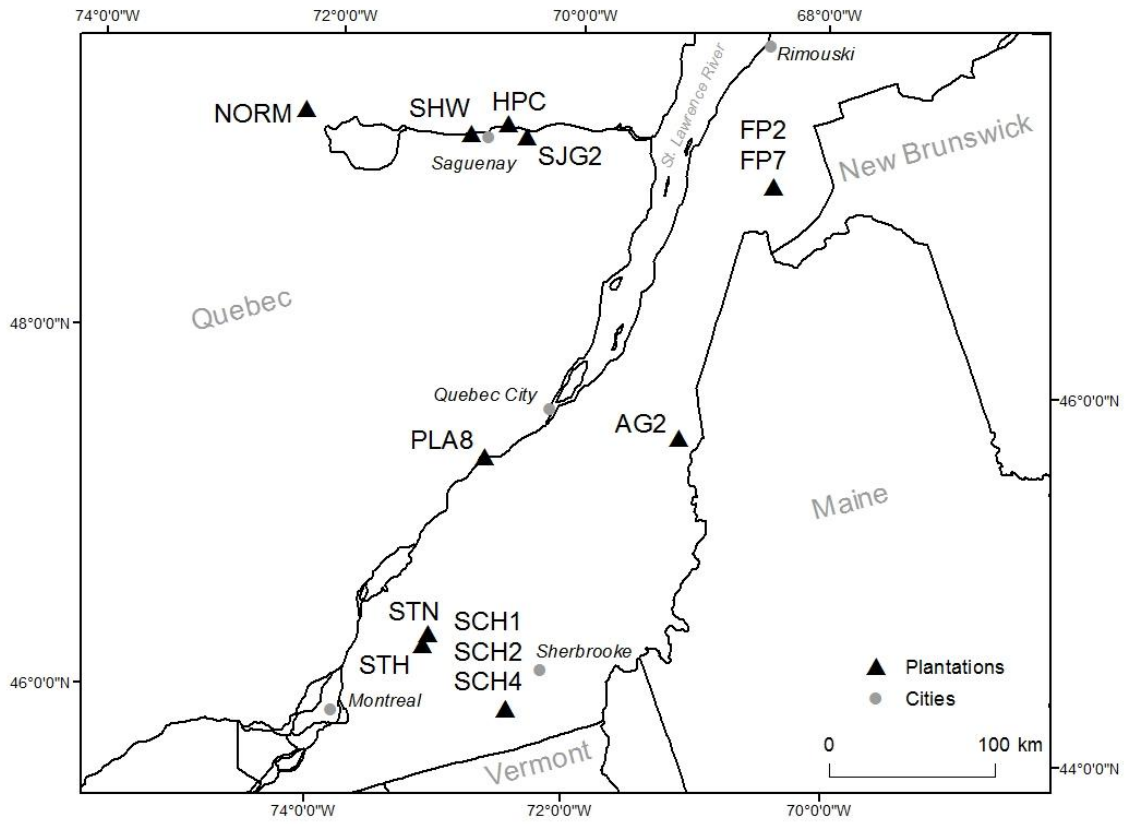 74°0'0"W
72°0'0"W
70°0'0"W
68°0'0"W
Rimouski
St. Lawrence River
NORM
SHW
HPC
Saguenay
SJG2
FP2
FP7
New Brunswick
Quebec
48°0'0"N
Quebec City
46°0'0"N
AG2
PLA8
Maine
STN
SCH1
SCH2
Sherbrooke
STH
SCH4
Plantations
46°0'0"N
Montreal
Cities
Vermont
0
100 km
44°0'0"N
74°0'0"W
72°0'0"W
70°0'0"W